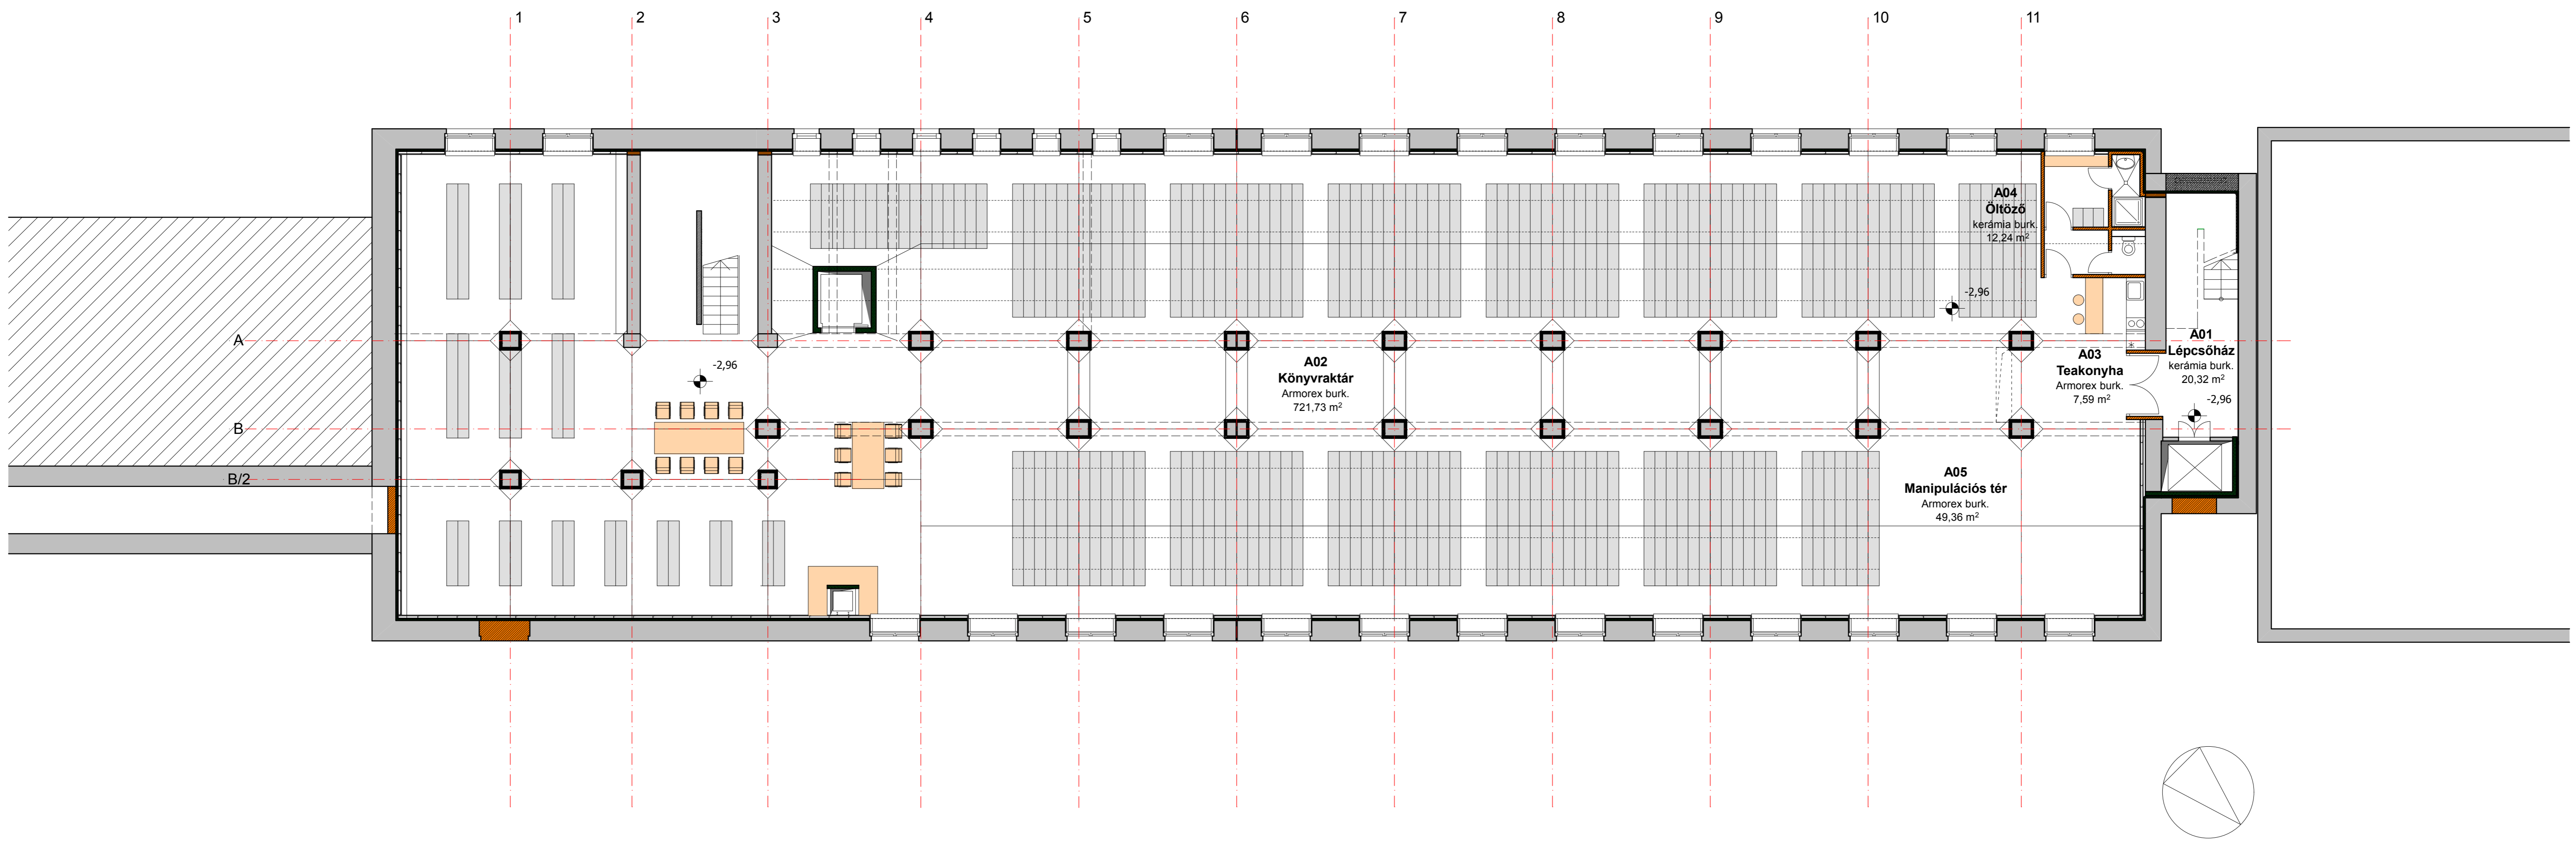 1
2
3
4
5
6
7
8
9
10
11
A04
Öltöző
kerámia burk.
12,24 m²
-2,96
A
A02
Könyvraktár
Armorex burk.
721,73 m²
A03
Teakonyha
Armorex burk.
7,59 m²
A01
Lépcsőház
kerámia burk.
20,32 m²
-2,96
-2,96
B
B/2
A05
Manipulációs tér
Armorex burk.
49,36 m²